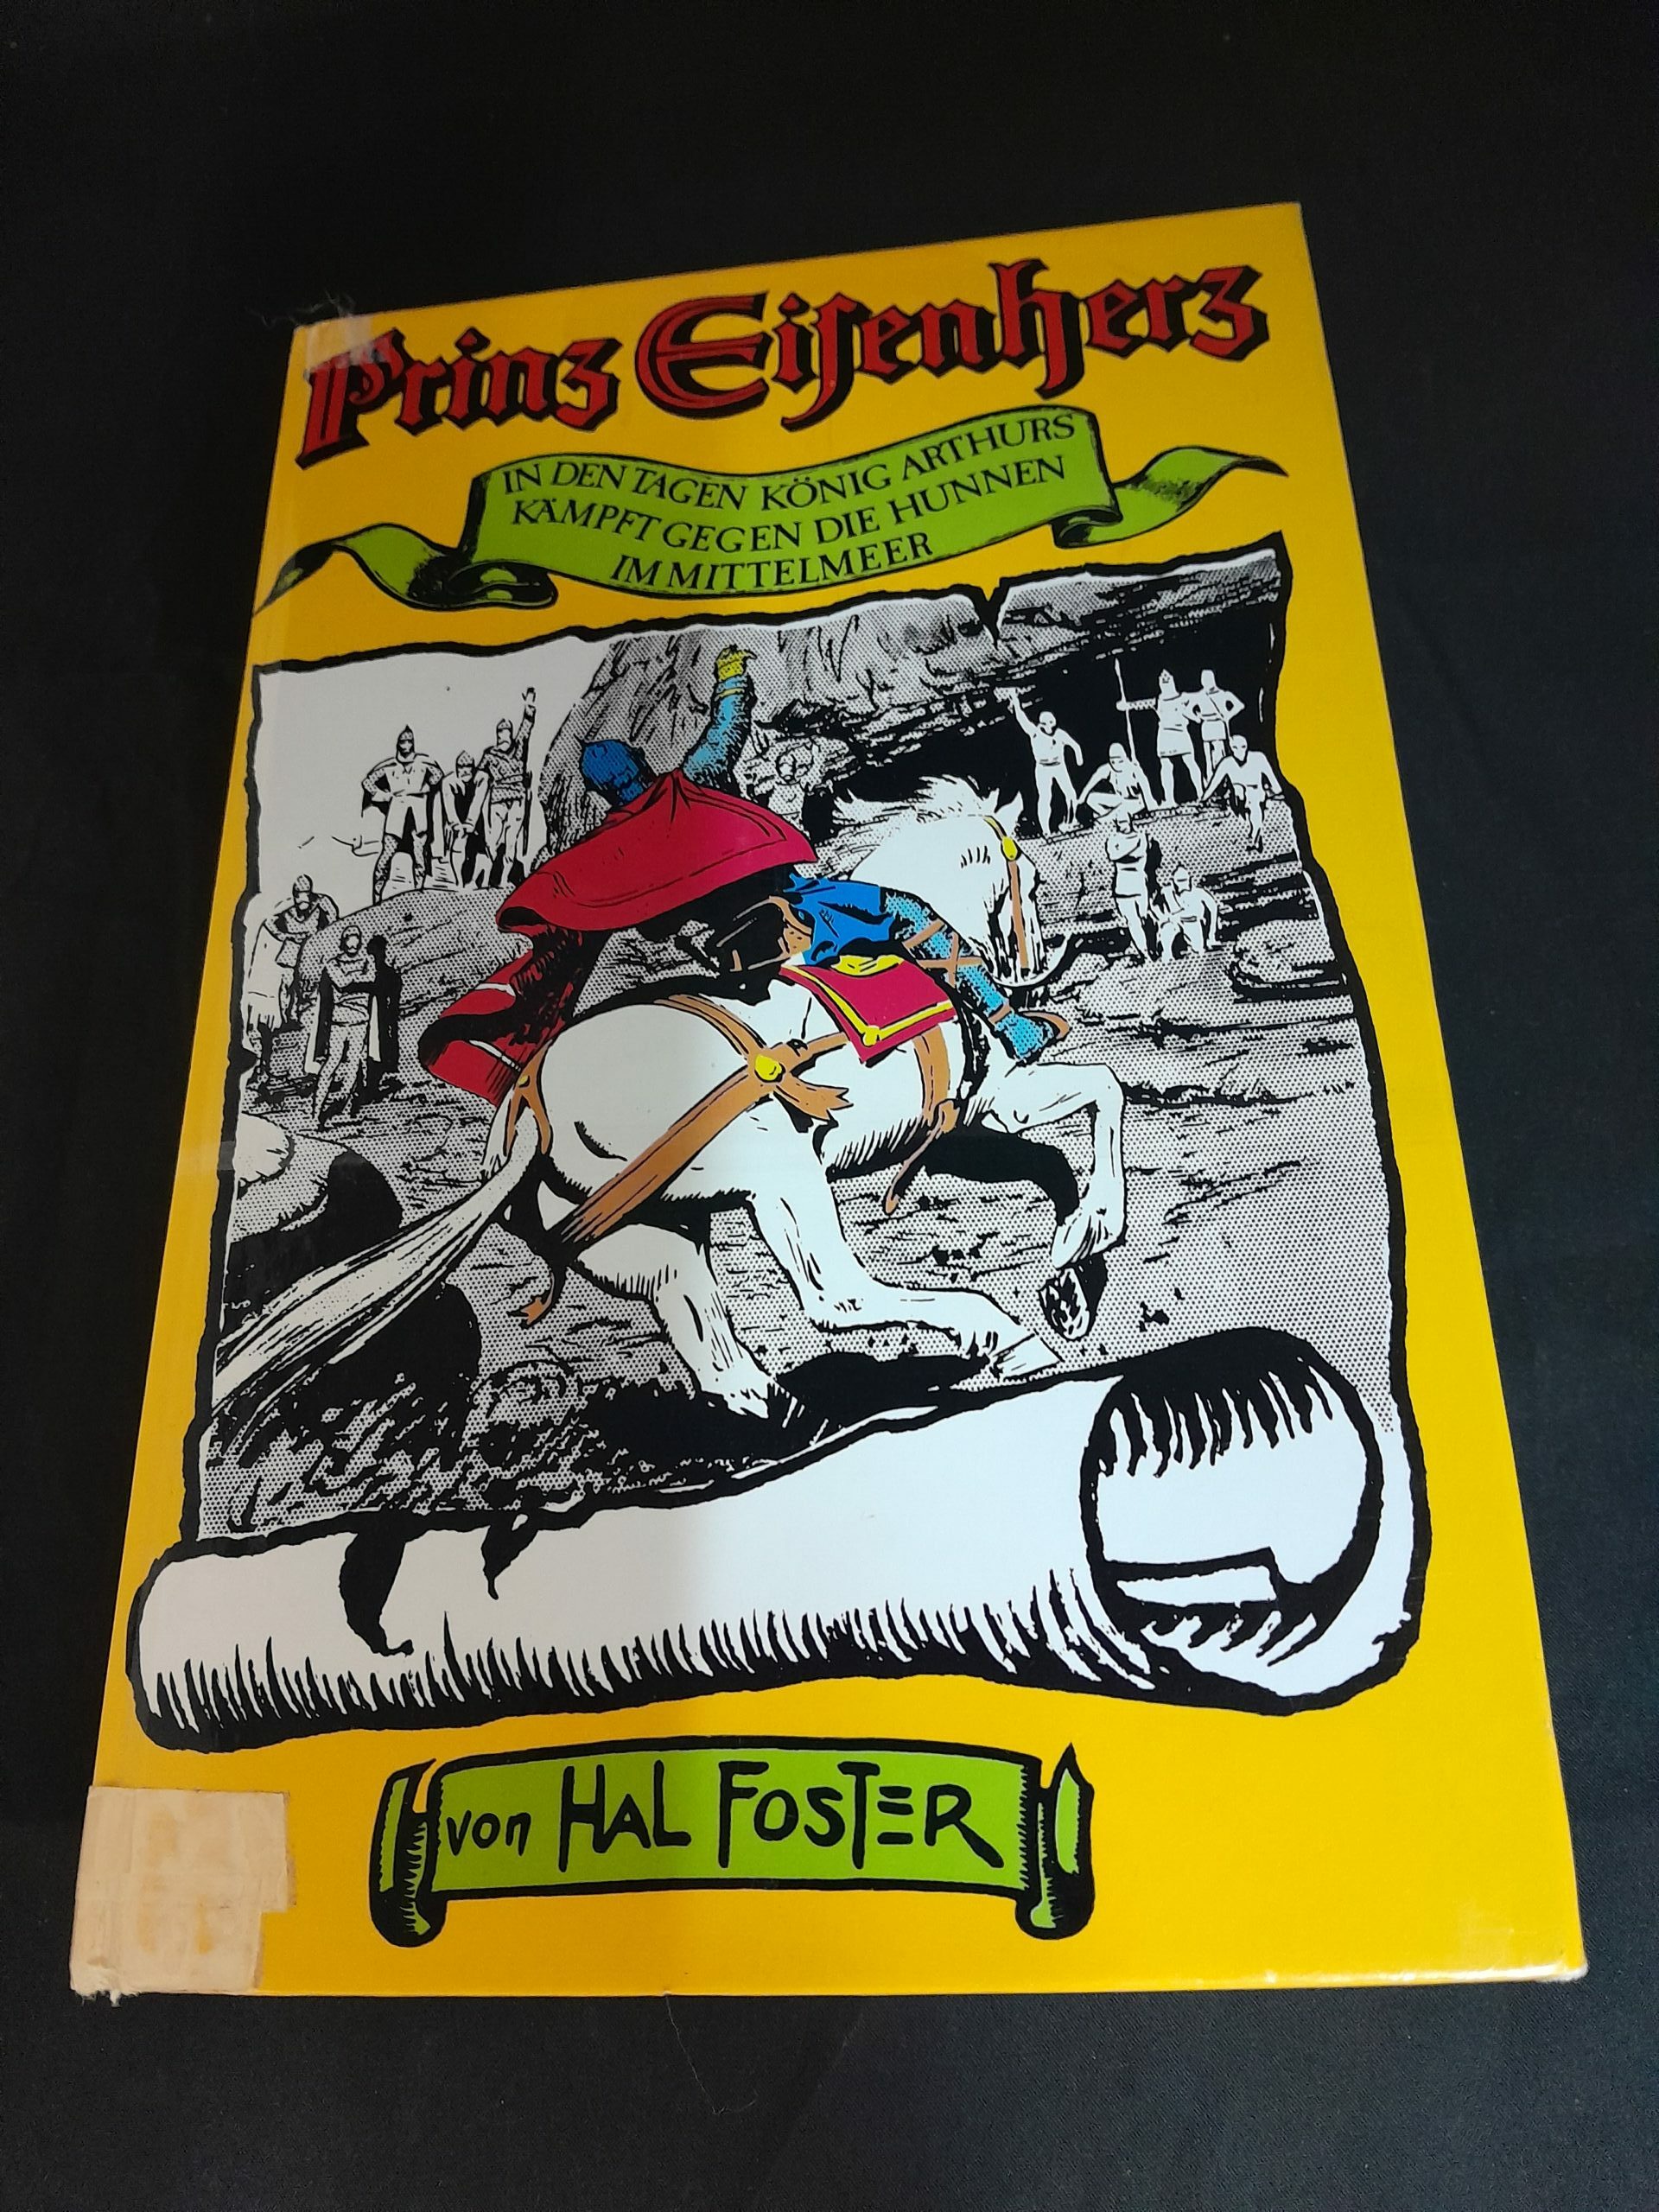 Prinz Eiſenherz
IN DEN TAGEN KÖNIG ARTHURS
KÄMPFT GEGEN DIE HUNNEN
IM MITTELMEER
von HAL FOSTER